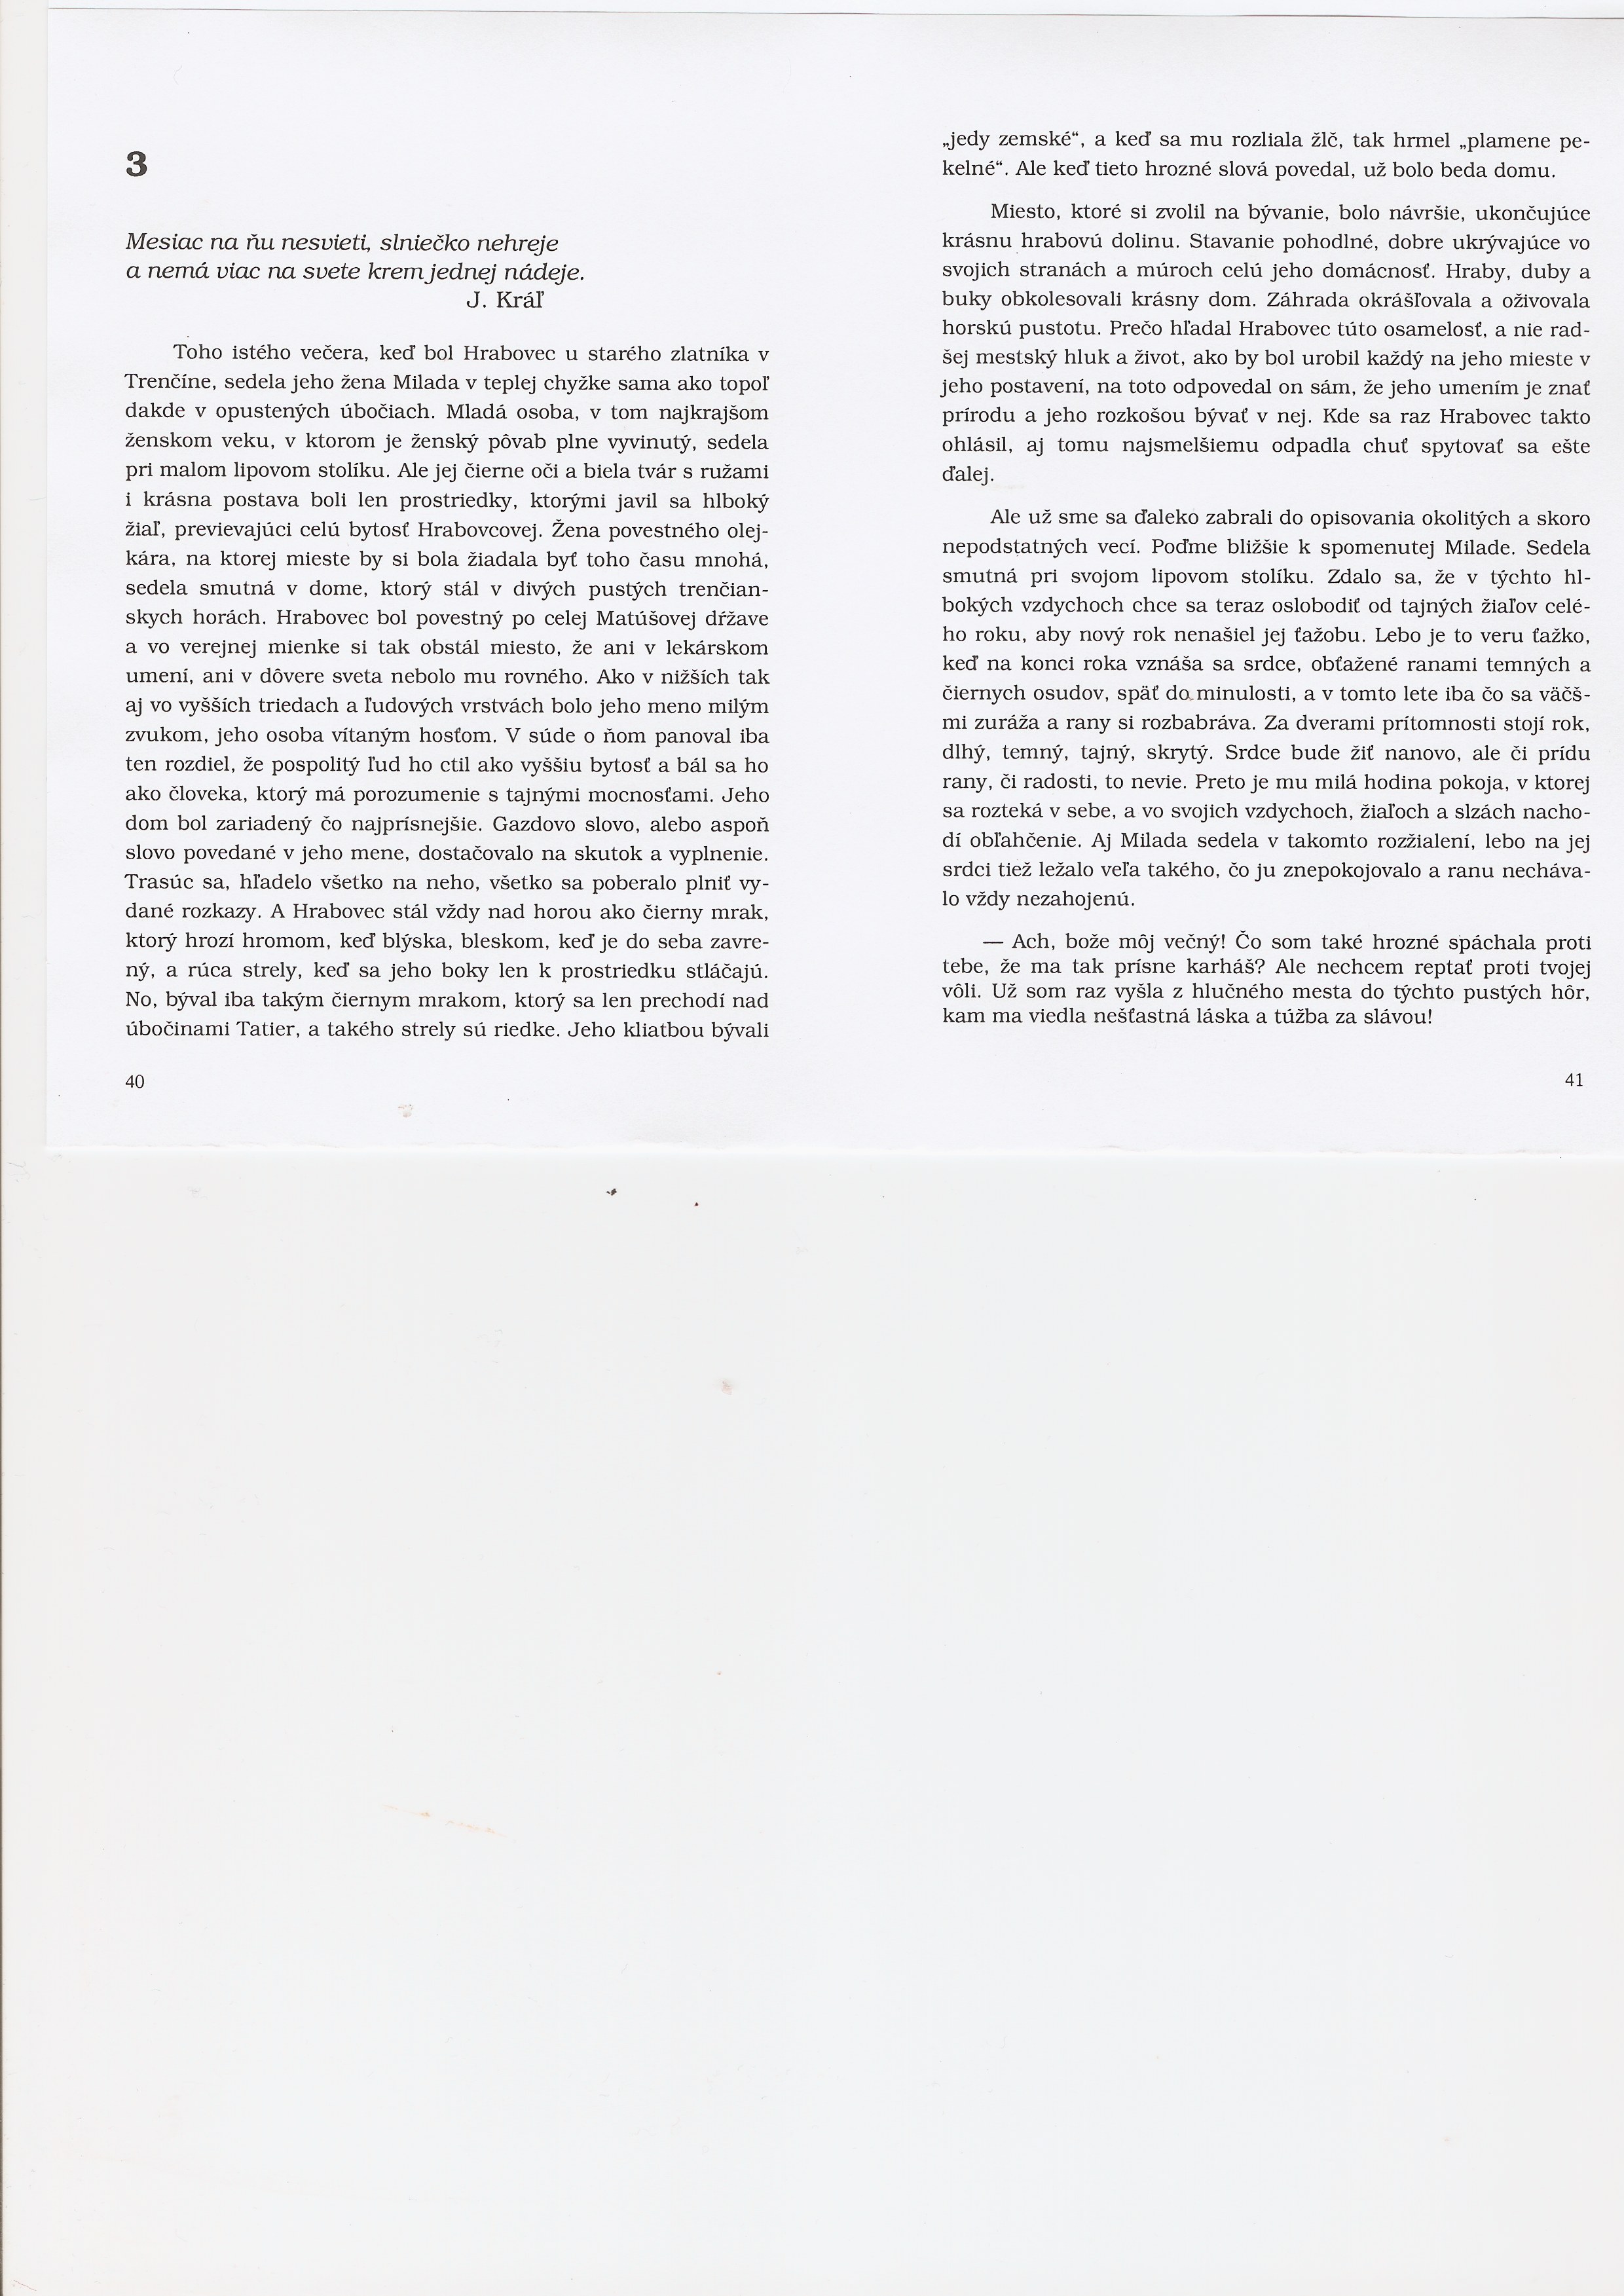 3
Mesiac na ňu nesvieti, slniečko nehreje
a nemá viac na svete krem jednej nádeje.
J. Kráľ
Toho istého večera, keď bol Hrabovec u starého zlatníka v
Trenčíne, sedela jeho žena Milada v teplej chyžke sama ako topoľ
dakde v opustených úbočiach. Mladá osoba, v tom najkrajšom
ženskom veku, v ktorom je ženský pôvab plne vyvinutý, sedela
pri malom lipovom stolíku. Ale jej čierne oči a biela tvár s ružami
i krásna postava boli len prostriedky, ktorými javil sa hlboký
žiaľ, previevajúci celú bytosť Hrabovcovej. Žena povestného olej-
kára, na ktorej mieste by si bola žiadala byť toho času mnohá,
sedela smutná v dome, ktorý stál v divých pustých trenčian-
skych horách. Hrabovec bol povestný po celej Matúšovej dŕžave
a vo verejnej mienke si tak obstál miesto, že ani v lekárskom
umení, ani v dôvere sveta nebolo mu rovného. Ako v nižších tak
aj vo vyšších triedach a ľudových vrstvách bolo jeho meno milým
zvukom, jeho osoba vítaným hosťom. V súde o ňom panoval iba
ten rozdiel, že pospolitý ľud ho ctil ako vyššiu bytosť a bál sa ho
ako človeka, ktorý má porozumenie s tajnými mocnosťami. Jeho
dom bol zariadený čo najprísnejšie. Gazdovo slovo, alebo aspoň
slovo povedané v jeho mene, dostačovalo na skutok a vyplnenie.
Trasúc sa, hľadelo všetko na neho, všetko sa poberalo plniť vy-
dané rozkazy. A Hrabovec stál vždy nad horou ako čierny mrak,
ktorý hrozí hromom, keď blýska, bleskom, keď je do seba zavre-
ný, a rúca strely, keď sa jeho boky len k prostriedku stláčajú.
No, býval iba takým čiernym mrakom, ktorý sa len prechodí nad
úbočinami Tatier, a takého strely sú riedke. Jeho kliatbou bývali
40
„jedy zemské“, a keď sa mu rozliala žlč, tak hrmel „plamene pe-
kelné“. Ale keď tieto hrozné slová povedal, už bolo beda domu.
Miesto, ktoré si zvolil na bývanie, bolo návršie, ukončujúce
krásnu hrabovú dolinu. Stavanie pohodlné, dobre ukrývajúce vo
svojich stranách a múroch celú jeho domácnosť. Hraby, duby a
buky obkolesovali krásny dom. Záhrada okrášľovala a oživovala
horskú pustotu. Prečo hľadal Hrabovec túto osamelosť, a nie rad-
šej mestský hluk a život, ako by bol urobil každý na jeho mieste v
jeho postavení, na toto odpovedal on sám, že jeho umením je znať
prírodu a jeho rozkošou bývať v nej. Kde sa raz Hrabovec takto
ohlásil, aj tomu najsmelšiemu odpadla chuť spytovať sa ešte
ďalej.
Ale už sme sa ďaleko zabrali do opisovania okolitých a skoro
nepodstatných vecí. Poďme bližšie k spomenutej Milade. Sedela
smutná pri svojom lipovom stolíku. Zdalo sa, že v týchto hl-
bokých vzdychoch chce sa teraz oslobodiť od tajných žiaľov celé-
ho roku, aby nový rok nenašiel jej ťažobu. Lebo je to veru ťažko,
keď na konci roka vznáša sa srdce, obťažené ranami temných a
čiernych osudov, späť do minulosti, a v tomto lete iba čo sa väčš-
mi zuráža a rany si rozbabráva. Za dverami prítomnosti stojí rok,
dlhý, temný, tajný, skrytý. Srdce bude žiť nanovo, ale či prídu
rany, či radosti, to nevie. Preto je mu milá hodina pokoja, v ktorej
sa rozteká v sebe, a vo svojich vzdychoch, žiaľoch a slzách nacho-
dí obľahčenie. Aj Milada sedela v takomto rozžialení, lebo na jej
srdci tiež ležalo veľa takého, čo ju znepokojovalo a ranu necháva-
lo vždy nezahojenú.
— Ach, bože môj večný! Čo som také hrozné spáchala proti
tebe, že ma tak prísne karháš? Ale nechcem reptať proti tvojej
vôli. Už som raz vyšla z hlučného mesta do týchto pustých hôr,
kam ma viedla nešťastná láska a túžba za slávou!
41